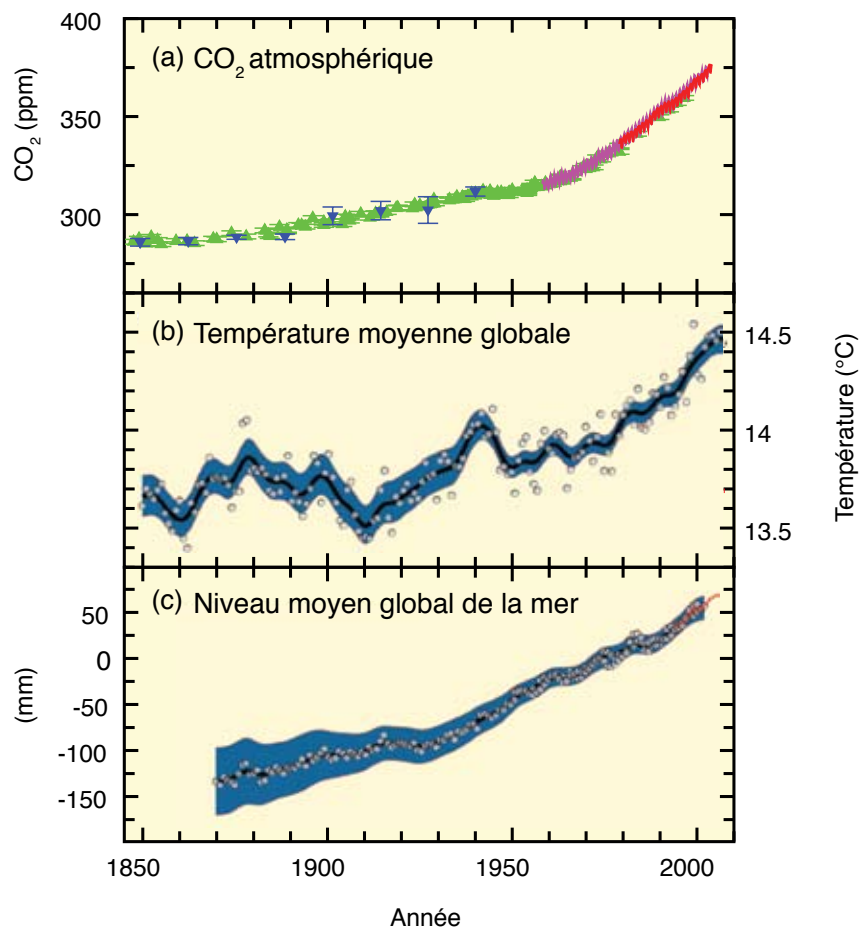 400
(a) CO2 atmosphérique
350
CO2 (ppm)
300
(b) Température moyenne globale
14.5
14
13.5
Température (°C)
(c) Niveau moyen global de la mer
50
0
-50
-100
-150
(mm)
1850 1900 1950 2000
Année